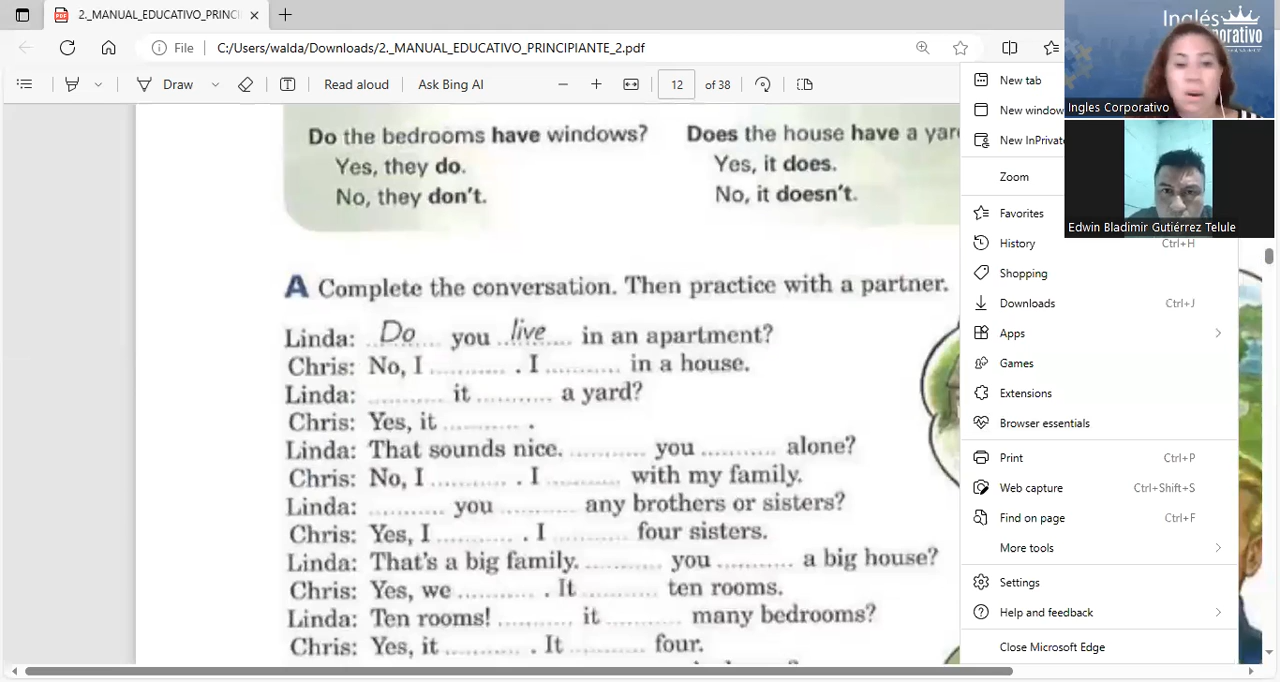 2._MANUAL_EDUCATIVO_PRINCI
File C:/Users/walda/Downloads/2._MANUAL_EDUCATIVO_PRINCIPIANTE_2.pdf
Draw Read aloud Ask Bing AI 12 of 38
Do the bedrooms have windows? Does the house have a yar
Yes, they do. Yes, it does.
No, they don't. No, it doesn't.
A Complete the conversation. Then practice with a partner.
Linda: Do you live in an apartment?
Chris: No, I .......... . I .......... in a house.
Linda: .......... it .......... a yard?
Chris: Yes, it .......... .
Linda: That sounds nice. .......... you .......... alone?
Chris: No, I .......... . I .......... with my family.
Linda: .......... you .......... any brothers or sisters?
Chris: Yes, I .......... . I .......... four sisters.
Linda: That's a big family. .......... you .......... a big house?
Chris: Yes, we .......... . It .......... ten rooms.
Linda: Ten rooms! .......... it .......... many bedrooms?
Chris: Yes, it .......... . It .......... four.
New tab
New window
New InPriva
Zoom
Favorites
History Ctrl+H
Shopping
Downloads Ctrl+J
Apps
Games
Extensions
Browser essentials
Print Ctrl+P
Web capture Ctrl+Shift+S
Find on page Ctrl+F
More tools
Settings
Help and feedback
Close Microsoft Edge
Inglés
rporativo
Ingles Corporativo
Edwin Bladimir Gutiérrez Telule